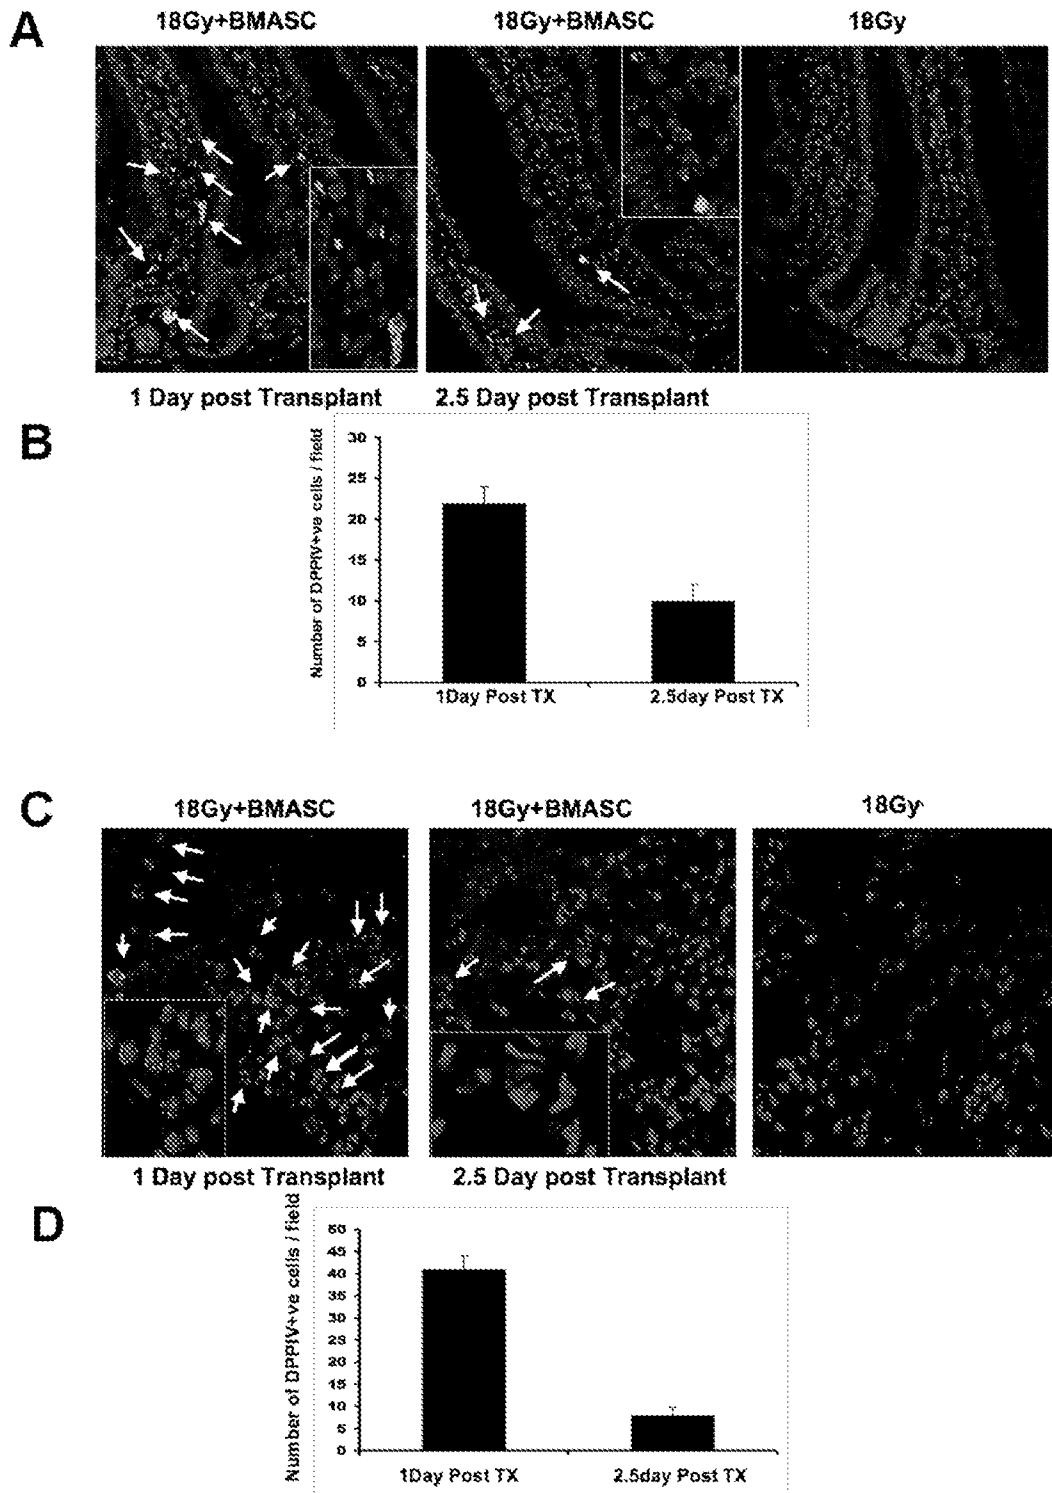 A
18Gy+BMASC
18Gy+BMASC
18Gy
1 Day post Transplant
2.5 Day post Transplant
B
Number of DPPIV+ve cells / field
30
25
20
15
10
5
0
1Day Post TX
2.5day Post TX
C
18Gy+BMASC
18Gy+BMASC
18Gy
1 Day post Transplant
2.5 Day post Transplant
D
Number of DPPIV+ve cells / field
50
45
40
35
30
25
20
15
10
5
0
1Day Post TX
2.5day Post TX